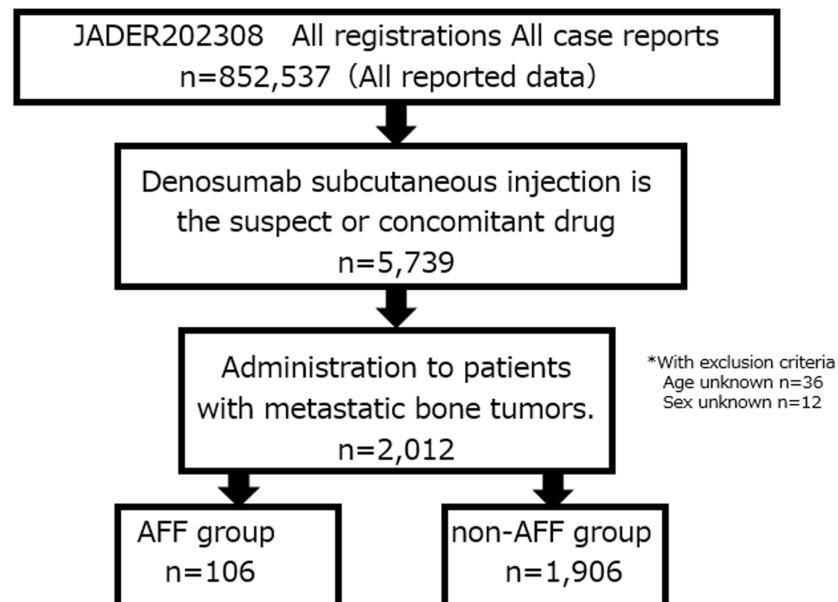 JADER202308 All registrations All case reports
n=852,537（All reported data）
Denosumab subcutaneous injection is
the suspect or concomitant drug
n=5,739
Administration to patients
with metastatic bone tumors.
n=2,012
*With exclusion criteria
Age unknown n=36
Sex unknown n=12
AFF group
n=106
non-AFF group
n=1,906